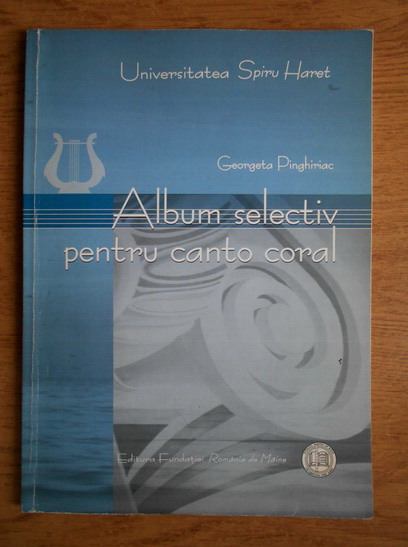 Universitatea Spiru Haret
Georgeta Pinghiriac
Album selectiv
pentru canto coral
Editura Fundației România de Mâine